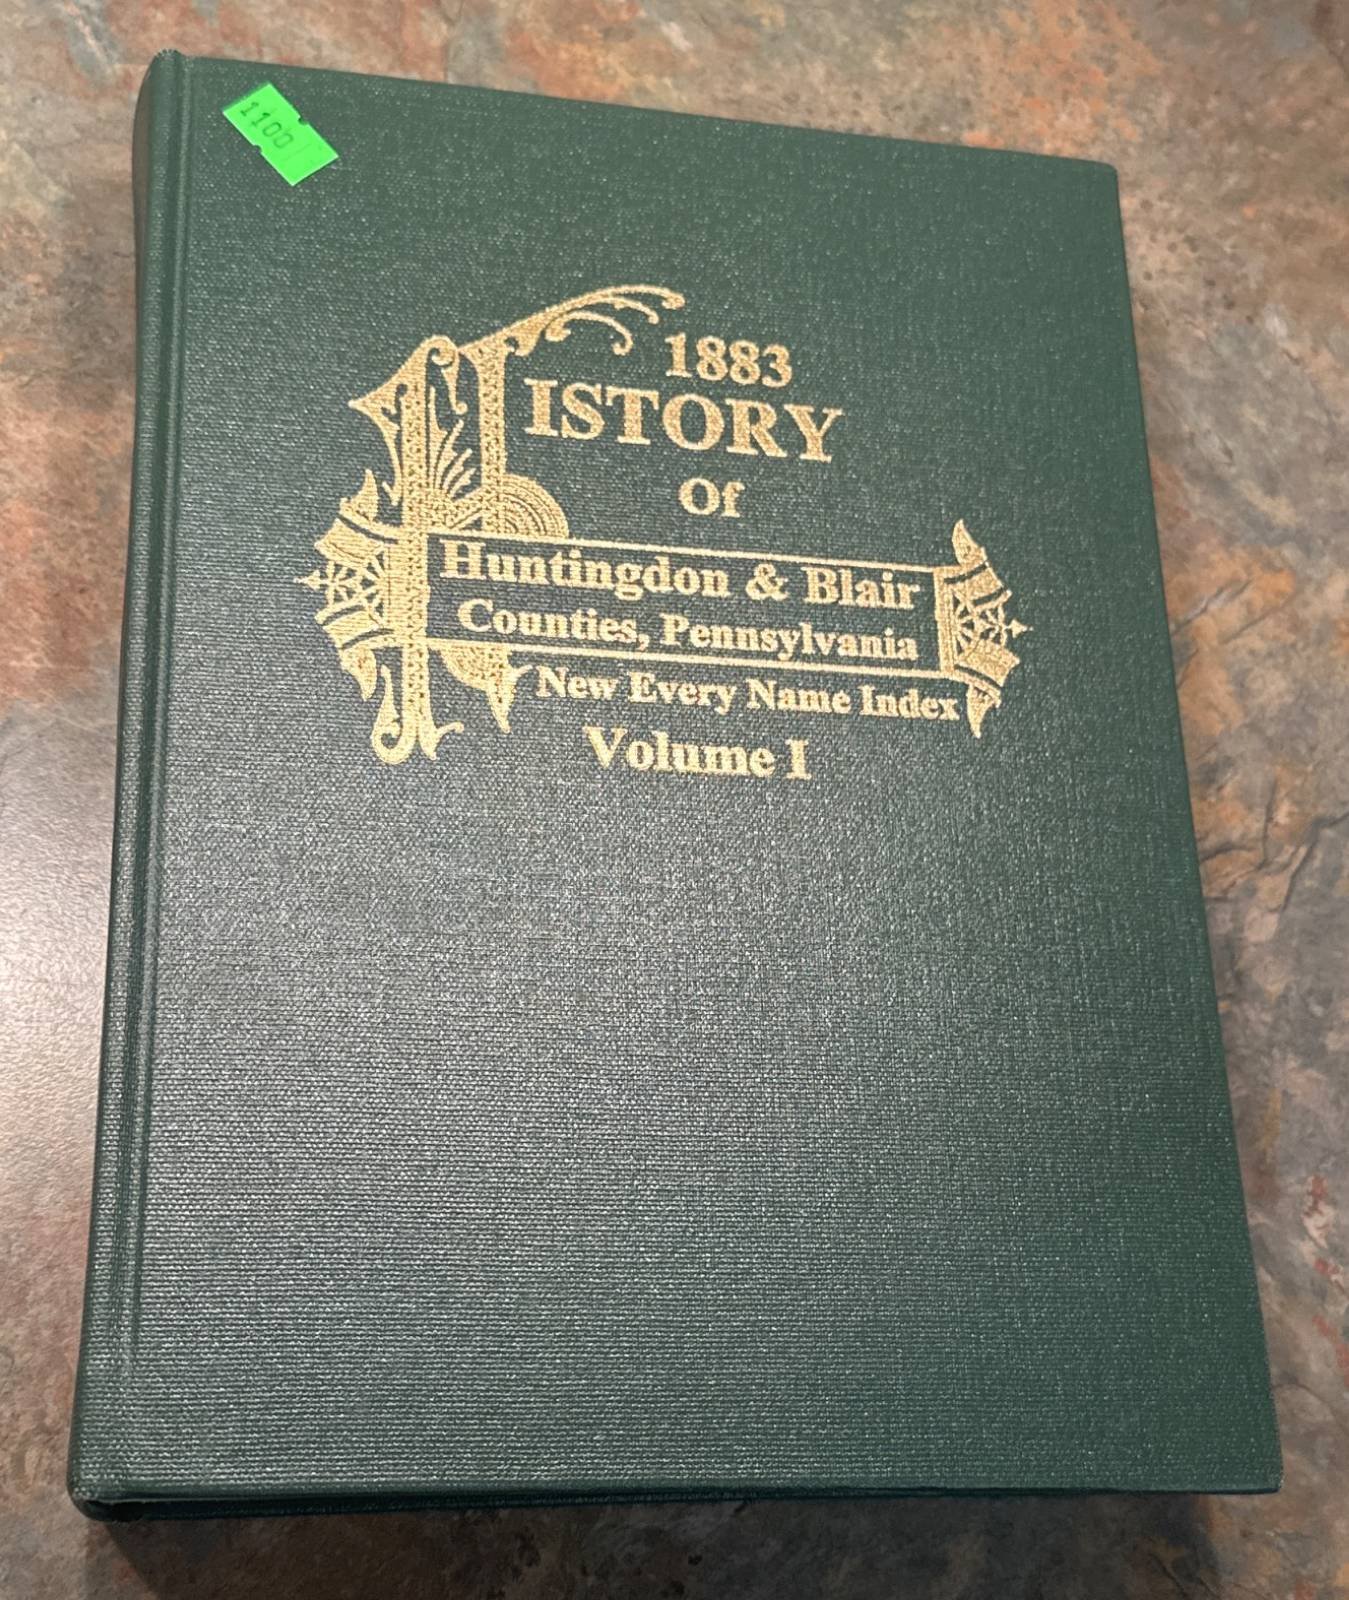 1100
1883
HISTORY
Of
Huntingdon & Blair
Counties, Pennsylvania
New Every Name Index
Volume I